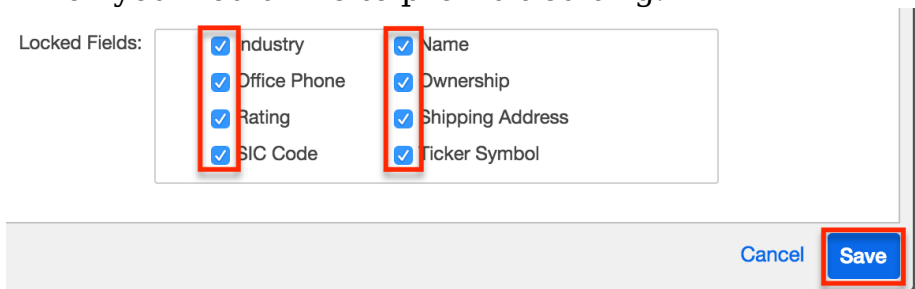 Locked Fields:
Industry Name
Office Phone Ownership
Rating Shipping Address
SIC Code Ticker Symbol
Cancel Save